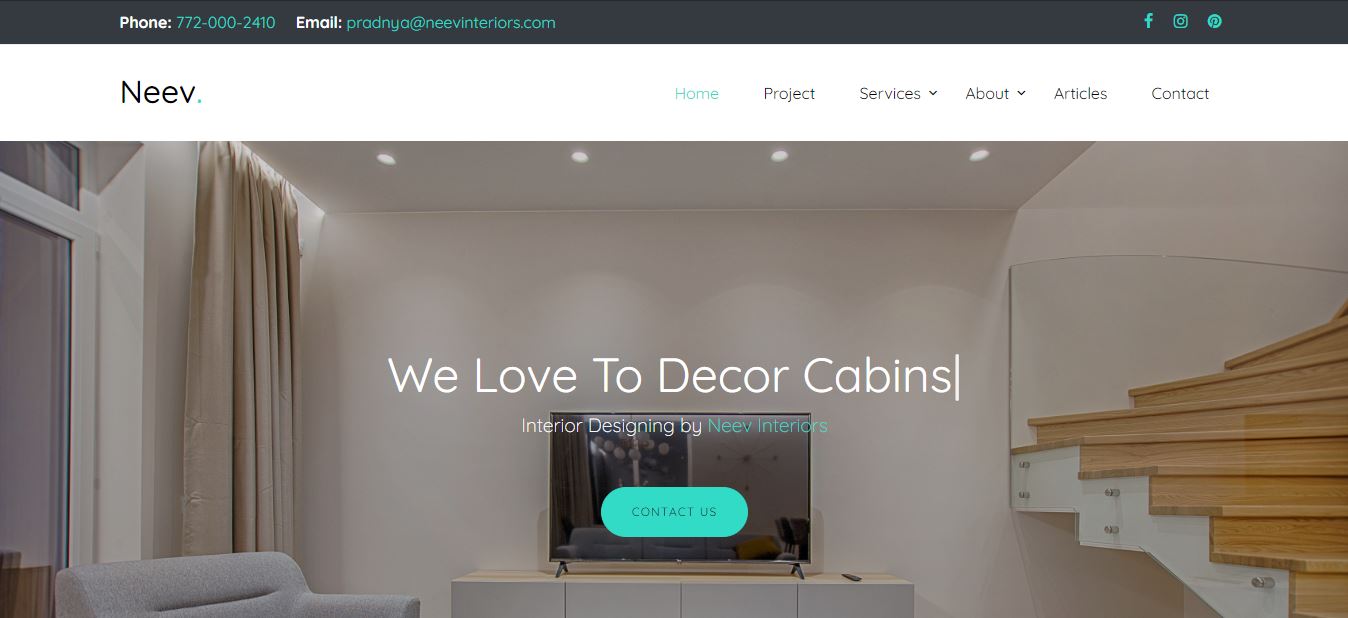 Phone: 772-000-2410 Email: pradnya@neevinteriors.com
Neev.
Home Project Services About Articles Contact
We Love To Decor Cabins|
Interior Designing by Neev Interiors
CONTACT US